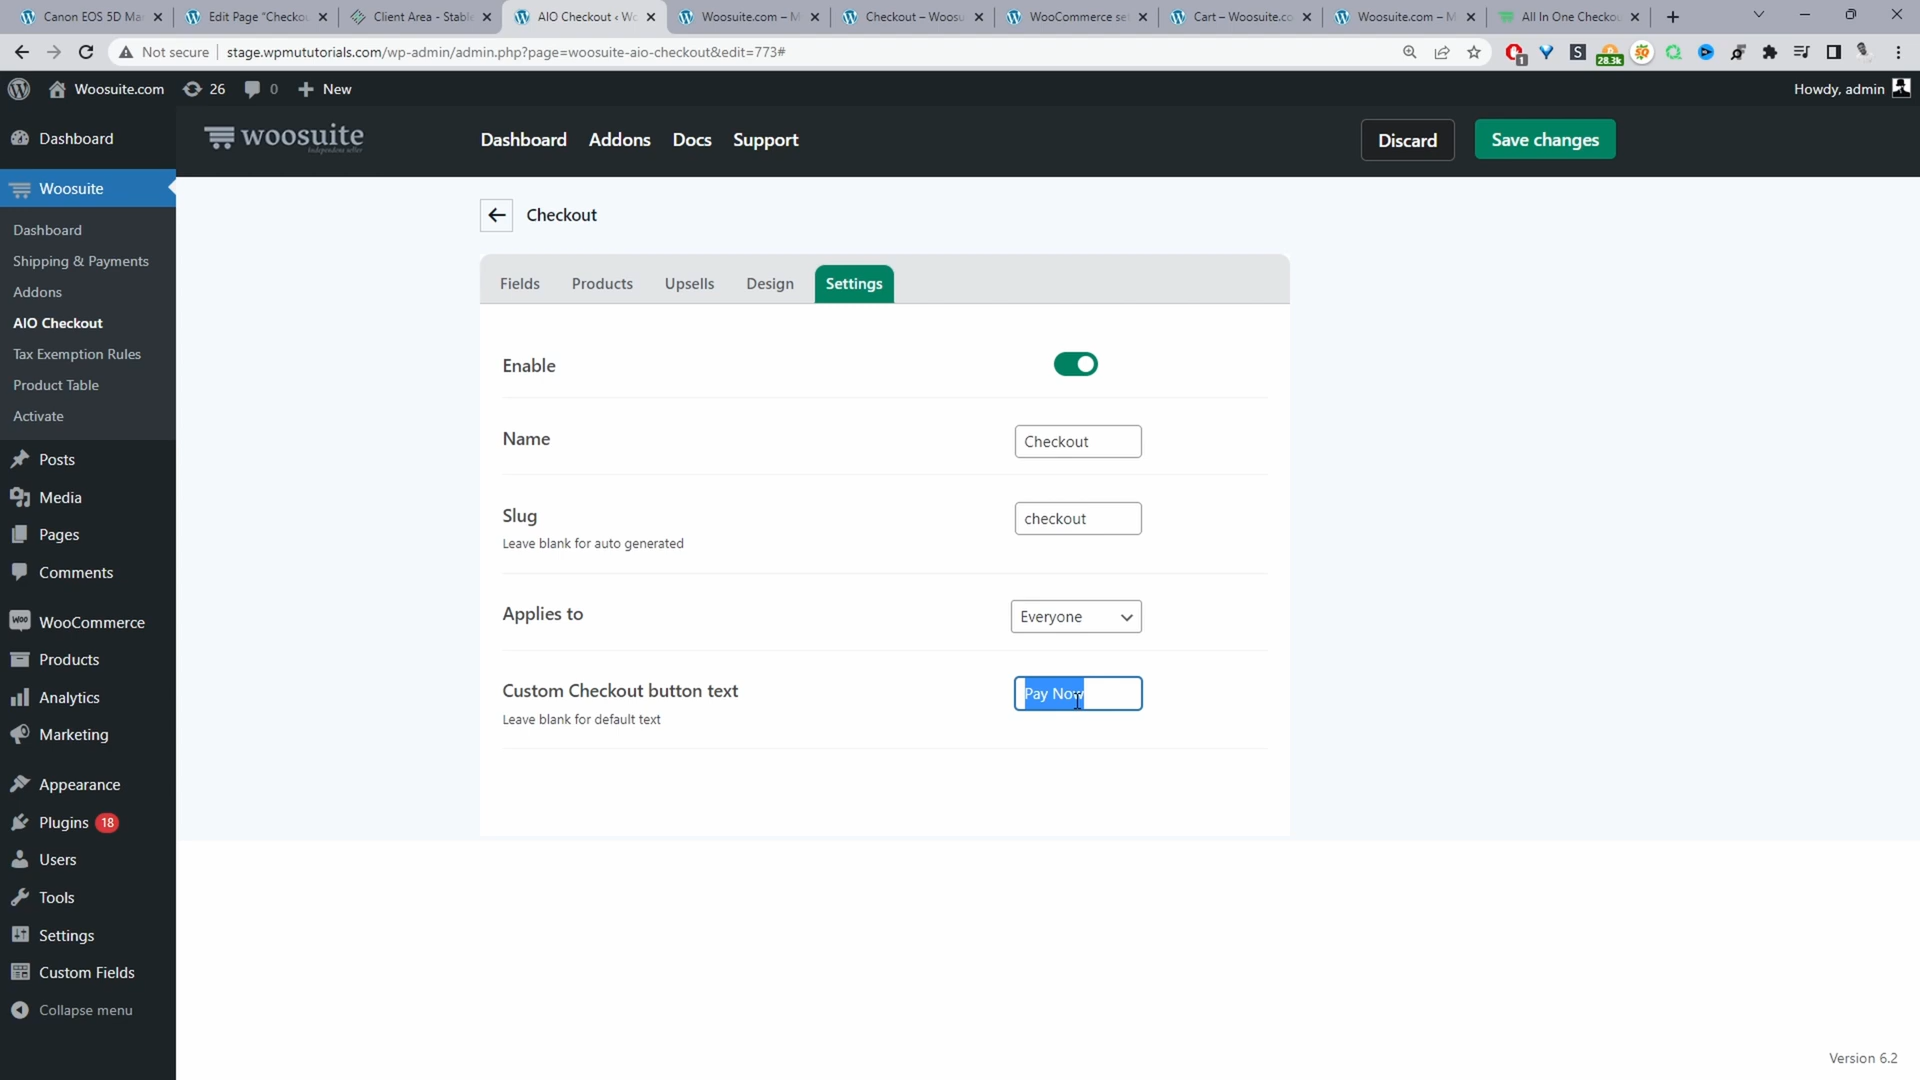 Canon EOS 5D Ma
Edit Page "Checko
Client Area - Stabl
AIO Checkout ‹ Wo
Woosuite.com – M
Checkout – Woosu
WooCommerce se
Cart – Woosuite.co
Woosuite.com – M
All In One Checkou
Not secure
stage.wpmututorials.com/wp-admin/admin.php?page=woosuite-aio-checkout&edit=773#
1
28.3k
Woosuite.com
26
0
New
Howdy, admin
Dashboard
Woosuite
Dashboard
Shipping & Payments
Addons
AIO Checkout
Tax Exemption Rules
Product Table
Activate
Posts
Media
Pages
Comments
WooCommerce
Products
Analytics
Marketing
Appearance
Plugins 18
Users
Tools
Settings
Custom Fields
Collapse menu
woosuite
Independent seller
Dashboard
Addons
Docs
Support
Discard
Save changes
Checkout
Fields
Products
Upsells
Design
Settings
Enable
Name
Checkout
Slug
Leave blank for auto generated
checkout
Applies to
Everyone
Custom Checkout button text
Leave blank for default text
Pay Now
Version 6.2